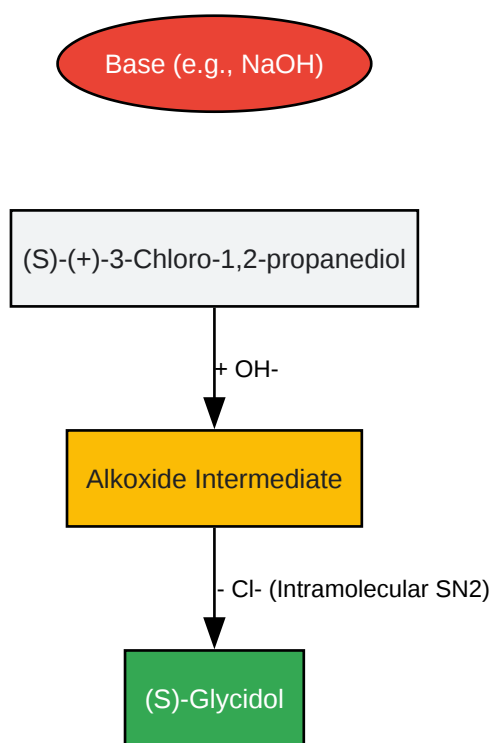 Base (e.g., NaOH)
(S)-(+)-3-Chloro-1,2-propanediol
+ OH-
Alkoxide Intermediate
- Cl- (Intramolecular SN2)
(S)-Glycidol